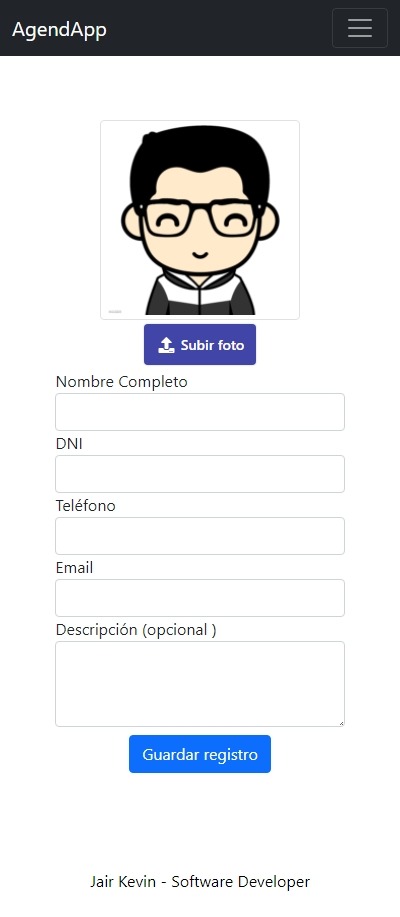 AgendApp
Subir foto
Nombre Completo
DNI
Teléfono
Email
Descripción (opcional )
Guardar registro
Jair Kevin - Software Developer